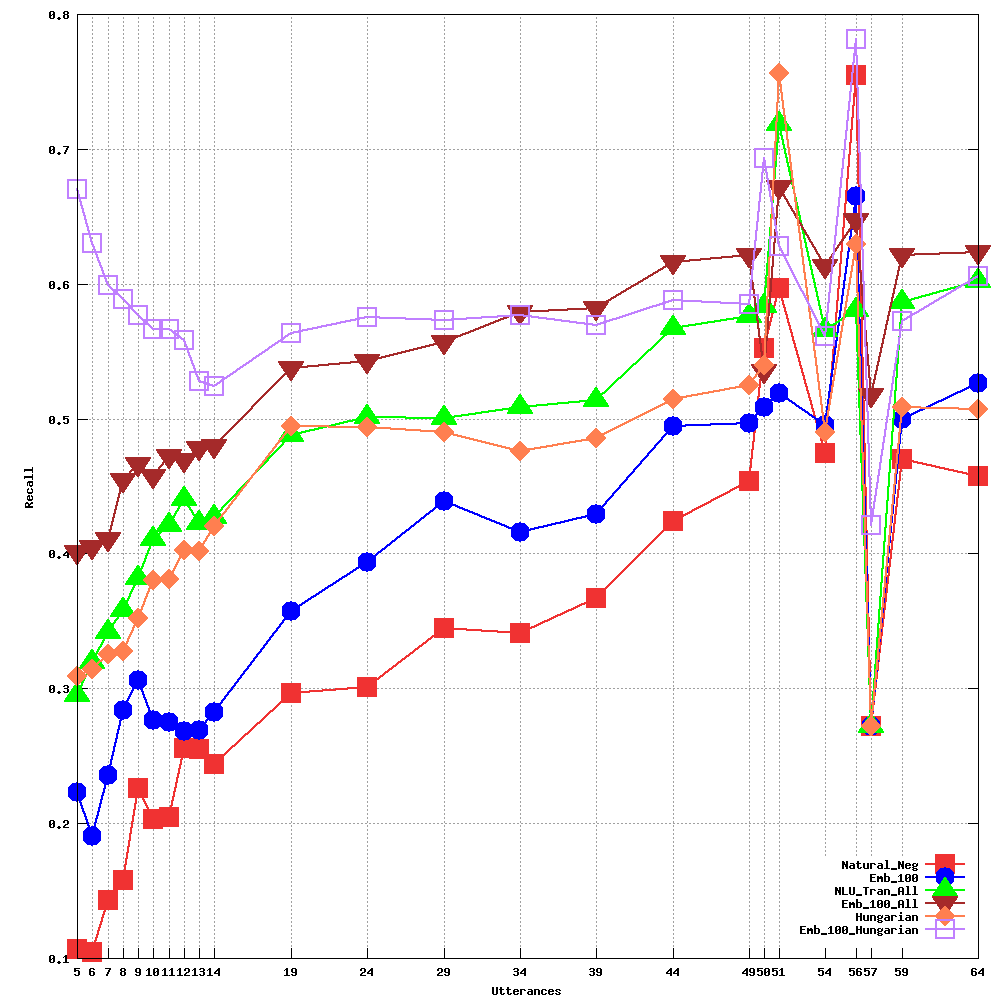 0.8
0.7
0.6
0.5
0.4
0.3
0.2
0.1
Recall
5 6 7 8 9 10 11 12 13 14 19 24 29 34 39 44 49 50 51 54 56 57 59 64
Utterances
Natural_Neg
Emb_100
NLU_Tran_All
Emb_100_All
Hungarian
Emb_100_Hungarian